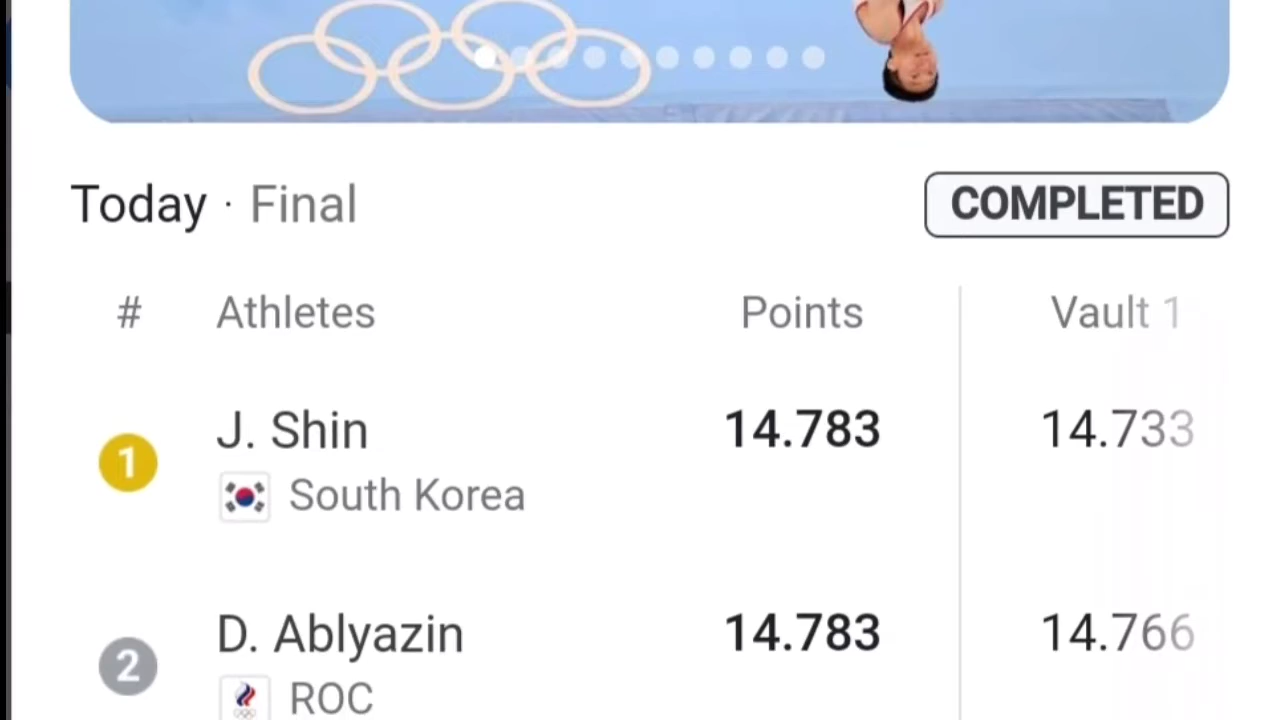 Today · Final
COMPLETED
# Athletes Points Vault 1
J. Shin 14.783 14.733
1
South Korea
D. Ablyazin 14.783 14.766
2
ROC